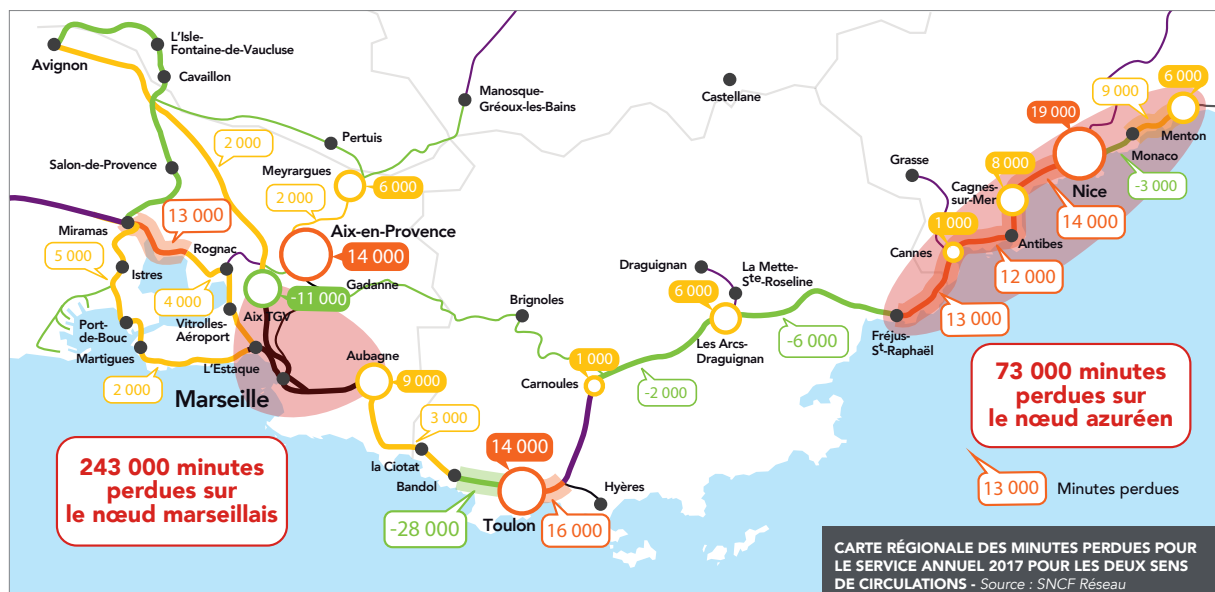 L'Isle-
Fontaine-de-Vaucluse
Avignon
Cavaillon
Manosque-
Gréoux-les-Bains
Castellane
6 000
9 000
Menton
19 000
Monaco
-3 000
2 000
Pertuis
Salon-de-Provence
Meyrargues
6 000
2 000
Grasse
8 000
Cagnes-
sur-Mer
Nice
14 000
13 000
Miramas
Rognac
Aix-en-Provence
14 000
1 000
Cannes
Antibes
12 000
5 000
Istres
4 000
-11 000
Gadanne
Aix TGV
Draguignan
La Mette-
Ste-Roseline
6 000
13 000
Brignoles
Port-
de-Bouc
Vitrolles-
Aéroport
Les Arcs-
Draguignan
-6 000
Fréjus-
St-Raphaël
Martigues
L'Estaque
Aubagne
9 000
1 000
Carnoules
-2 000
2 000
Marseille
3 000
la Ciotat
14 000
Bandol
Hyères
-28 000
Toulon
16 000
243 000 minutes
perdues sur
le nœud marseillais
73 000 minutes
perdues sur
le nœud azuréen
13 000
Minutes perdues
CARTE RÉGIONALE DES MINUTES PERDUES POUR
LE SERVICE ANNUEL 2017 POUR LES DEUX SENS
DE CIRCULATIONS - Source : SNCF Réseau